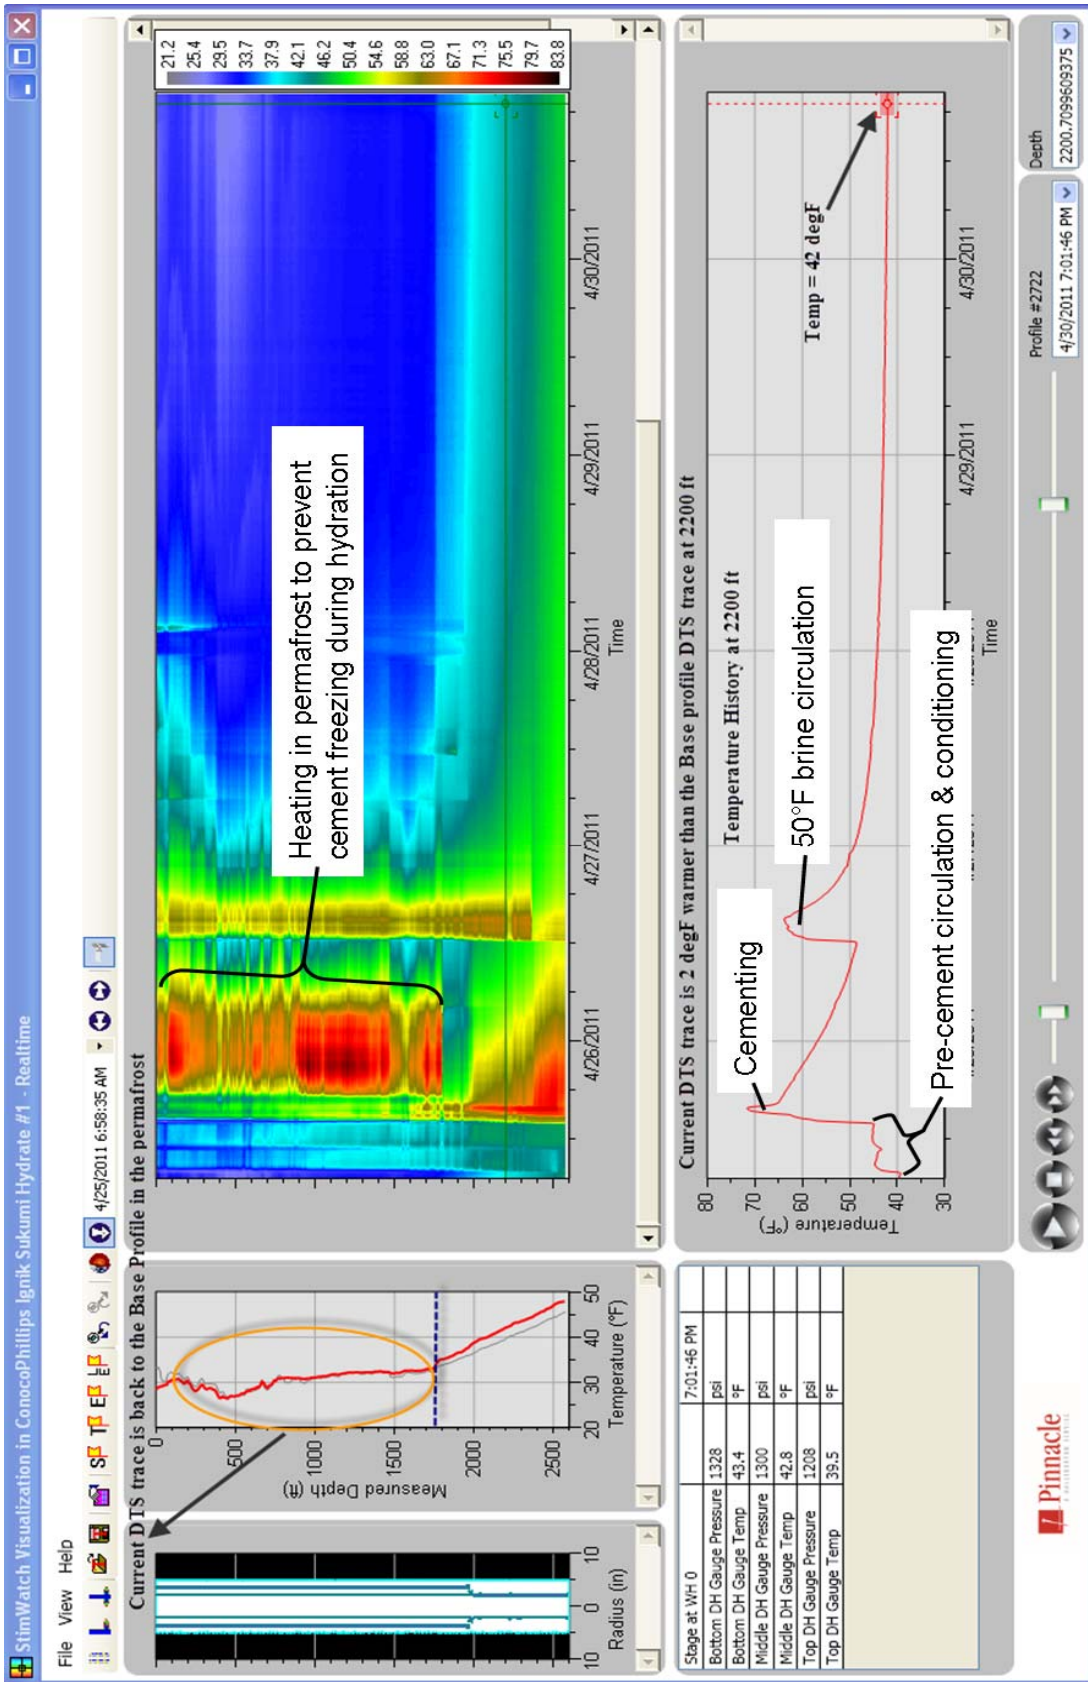 StimWatch Visualization in ConocoPhillips Ignik Sukumi Hydrate #1 - Realtime
File View Help
S T E E
4/25/2011 6:58:35 AM
Current DTS trace is back to the Base Profile in the permafrost
10 0 10
Radius (in)
0
500
1000
1500
2000
2500
Measured Depth (ft)
20 30 40 50
Temperature (°F)
Heating in permafrost to prevent
cement freezing during hydration
4/26/2011 4/27/2011 4/28/2011 4/29/2011 4/30/2011
Time
21.2
25.4
29.5
33.7
37.9
42.1
46.2
50.4
54.6
58.8
63.0
67.1
71.3
75.5
79.7
83.8
Stage at WH 0 7:01:46 PM
Bottom DH Gauge Pressure 1328 psi
Bottom DH Gauge Temp 43.4 °F
Middle DH Gauge Pressure 1300 psi
Middle DH Gauge Temp 42.8 °F
Top DH Gauge Pressure 1208 psi
Top DH Gauge Temp 39.5 °F
Pinnacle
A HALLIBURTON SERVICE
Current DTS trace is 2 degF warmer than the Base profile DTS trace at 2200 ft
Temperature History at 2200 ft
80
70
60
50
40
30
Temperature (°F)
Cementing
50°F brine circulation
Pre-cement circulation & conditioning
Temp = 42 degF
4/29/2011 4/30/2011
Time
Profile #2722
4/30/2011 7:01:46 PM
Depth
2200.7099609375